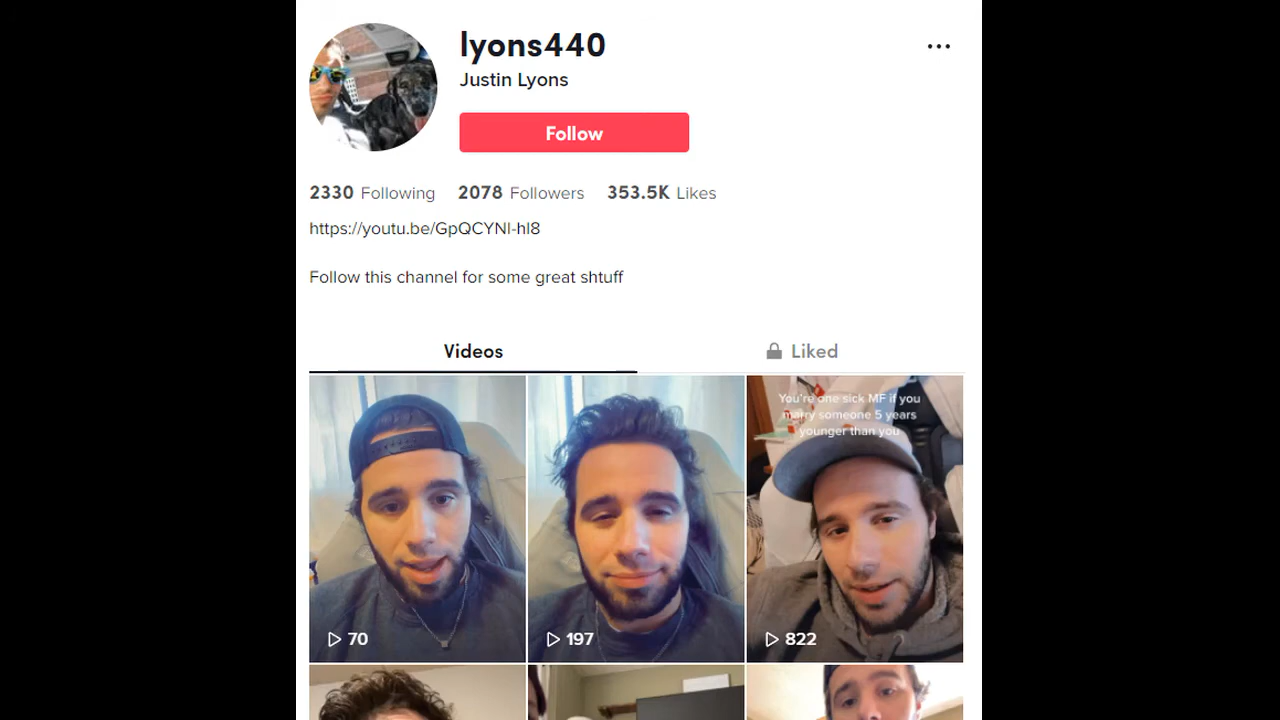 lyons440
Justin Lyons
Follow
2330 Following 2078 Followers 353.5K Likes
https://youtu.be/GpQCYNl-hl8
Follow this channel for some great shtuff
Videos
Liked
You're one sick MF if you
marry someone 5 years
younger than you
70
197
822